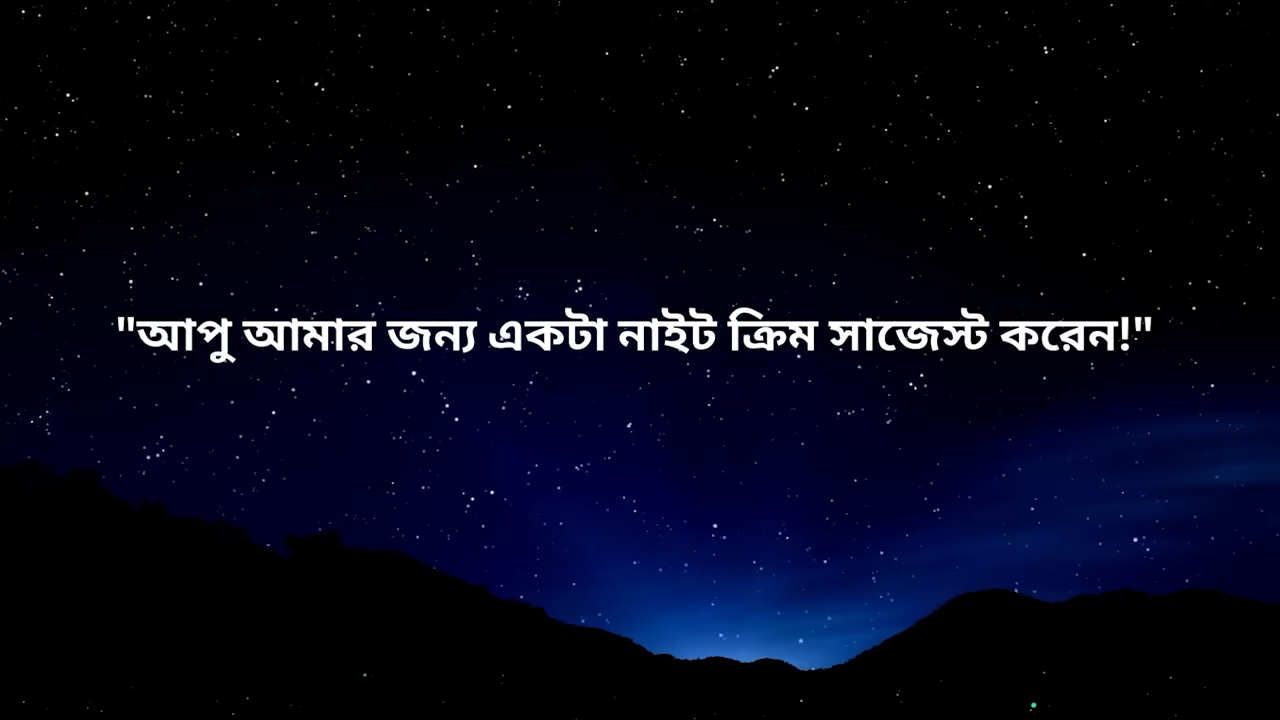 "আপু আমার জন্য একটা নাইট ক্রিম সাজেস্ট করেন!"